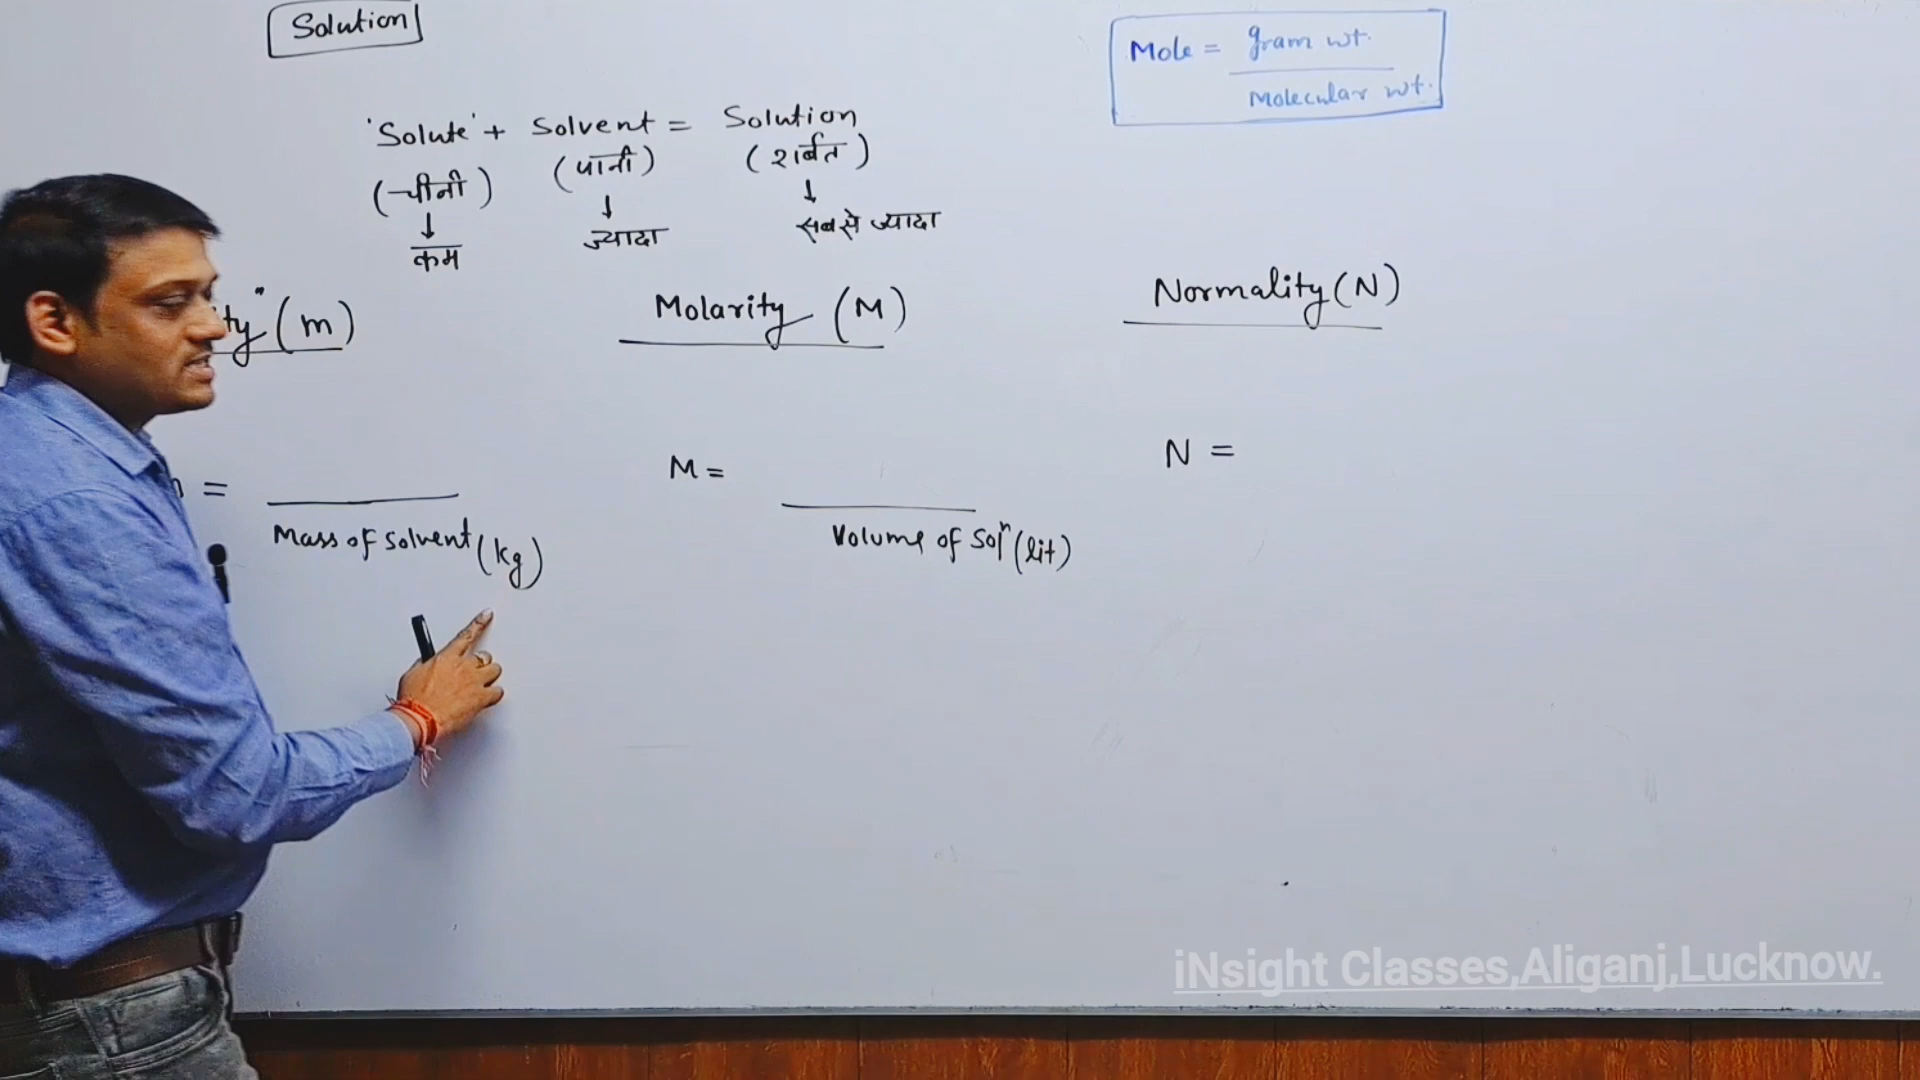 Solution
Mole = gram wt.
Molecular wt.
'Solute' + Solvent = Solution
(चीनी) (पानी) (शर्बत)
↓ ↓ ↓
कम ज्यादा सबसे ज्यादा
ity" (m)
Molarity (M)
Normality (N)
=
Mass of Solvent (kg)
M =
Volume of Solⁿ (lit)
N =
iNsight Classes,Aliganj,Lucknow.